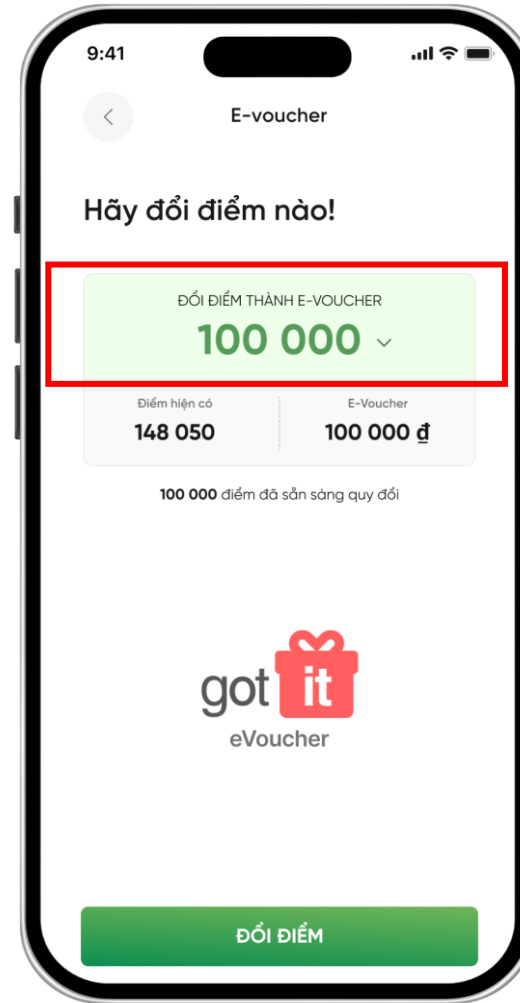 9:41
E-voucher
Hãy đổi điểm nào!
ĐỔI ĐIỂM THÀNH E-VOUCHER
100 000
Điểm hiện có
E-Voucher
148 050
100 000 ₫
100 000 điểm đã sẵn sàng quy đổi
got it
eVoucher
ĐỔI ĐIỂM